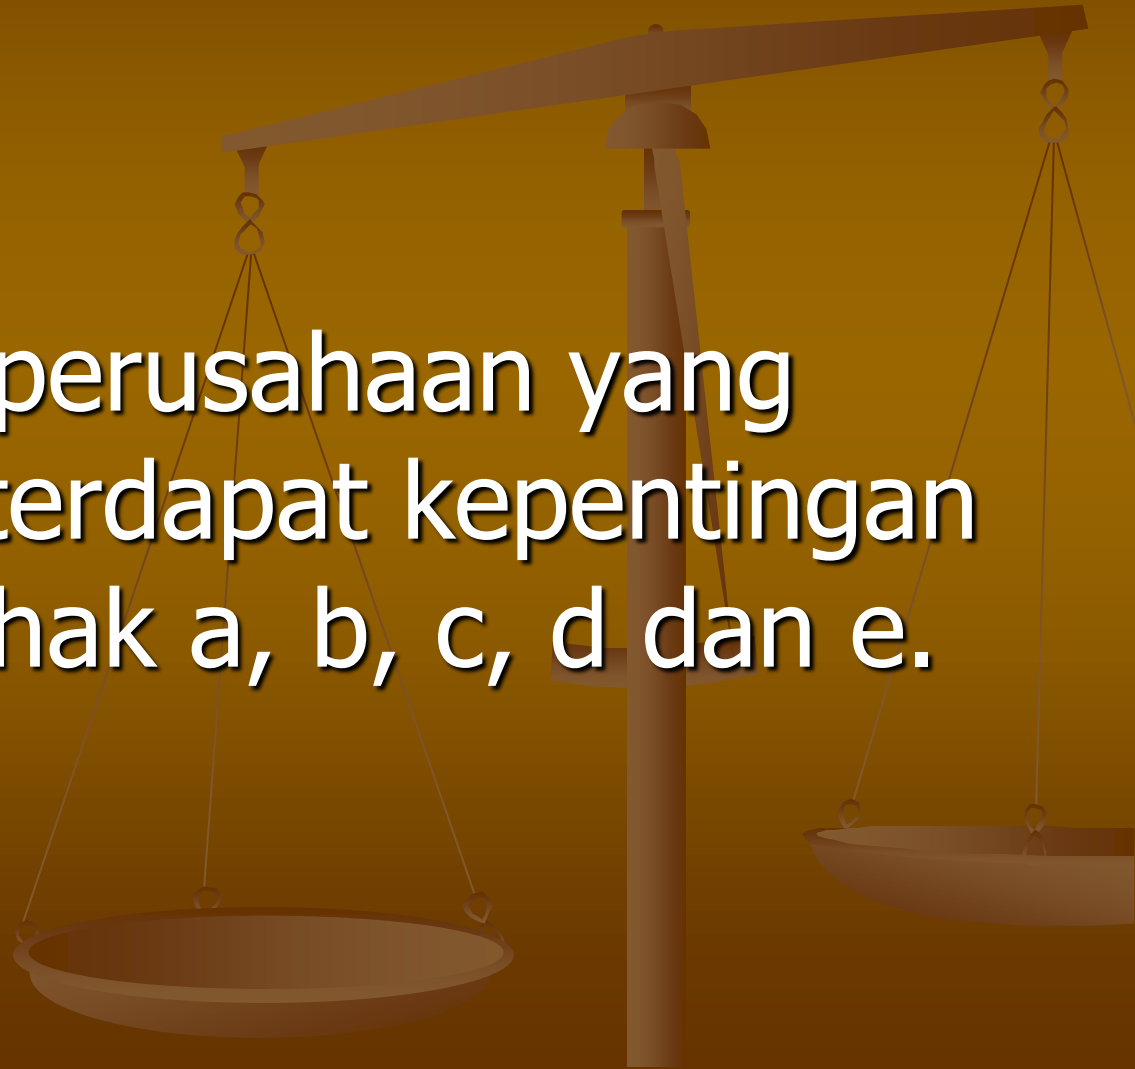 perusahaan yang
terdapat kepentingan
hak a, b, c, d dan e.